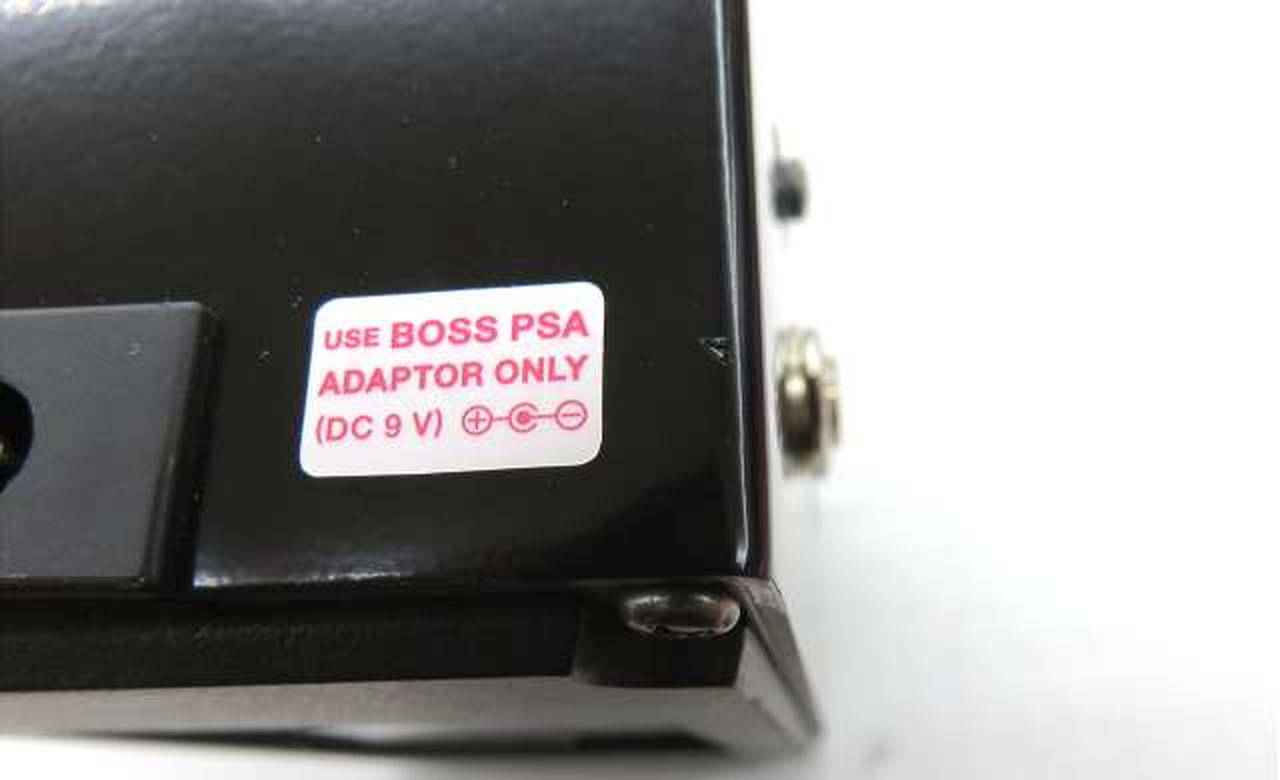 USE BOSS PSA
ADAPTOR ONLY
(DC 9 V) ⊕-C-⊖